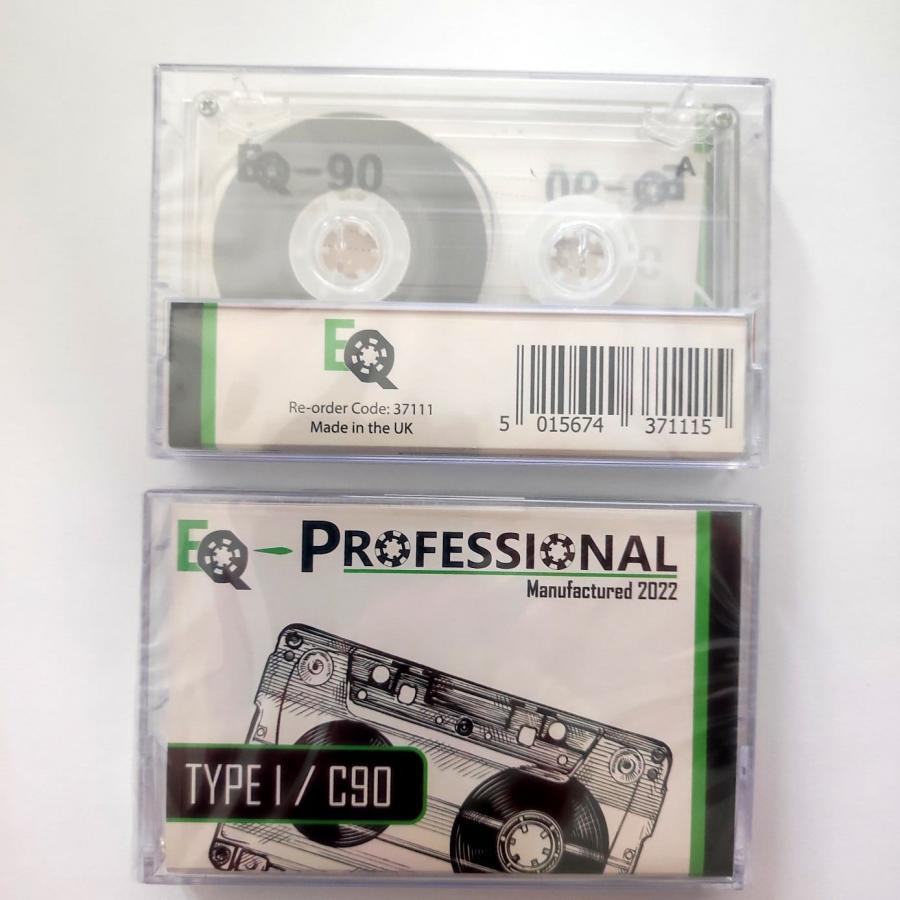 EQ-90
EQ-90
A
EQ
Re-order Code: 37111
Made in the UK
5 015674 371115
EQ-PROFESSIONAL
Manufactured 2022
TYPE I / C90